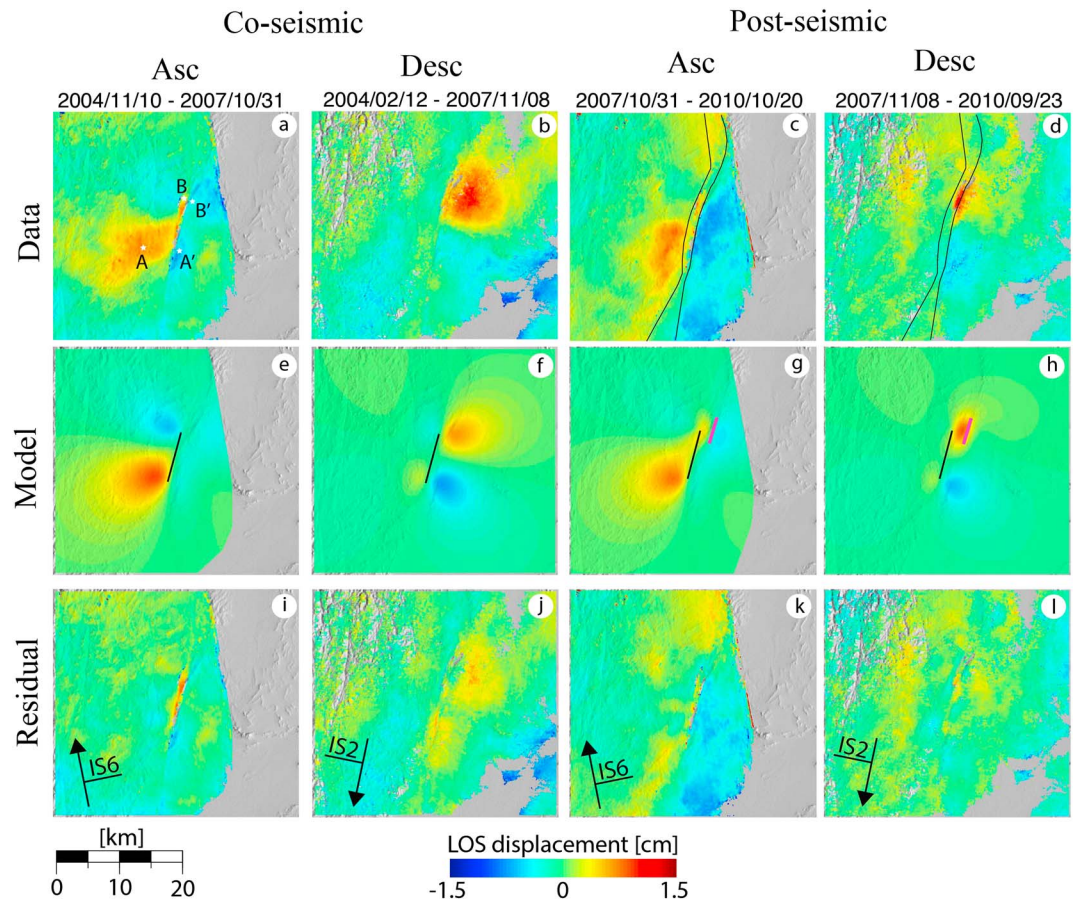 Co-seismic Post-seismic
Asc Desc Asc Desc
2004/11/10 - 2007/10/31 2004/02/12 - 2007/11/08 2007/10/31 - 2010/10/20 2007/11/08 - 2010/09/23
Data
a b c d
B
B'
A A'
Model
e f g h
Residual
i j k l
IS6 IS2 IS6 IS2
[km]
0 10 20
LOS displacement [cm]
-1.5 0 1.5